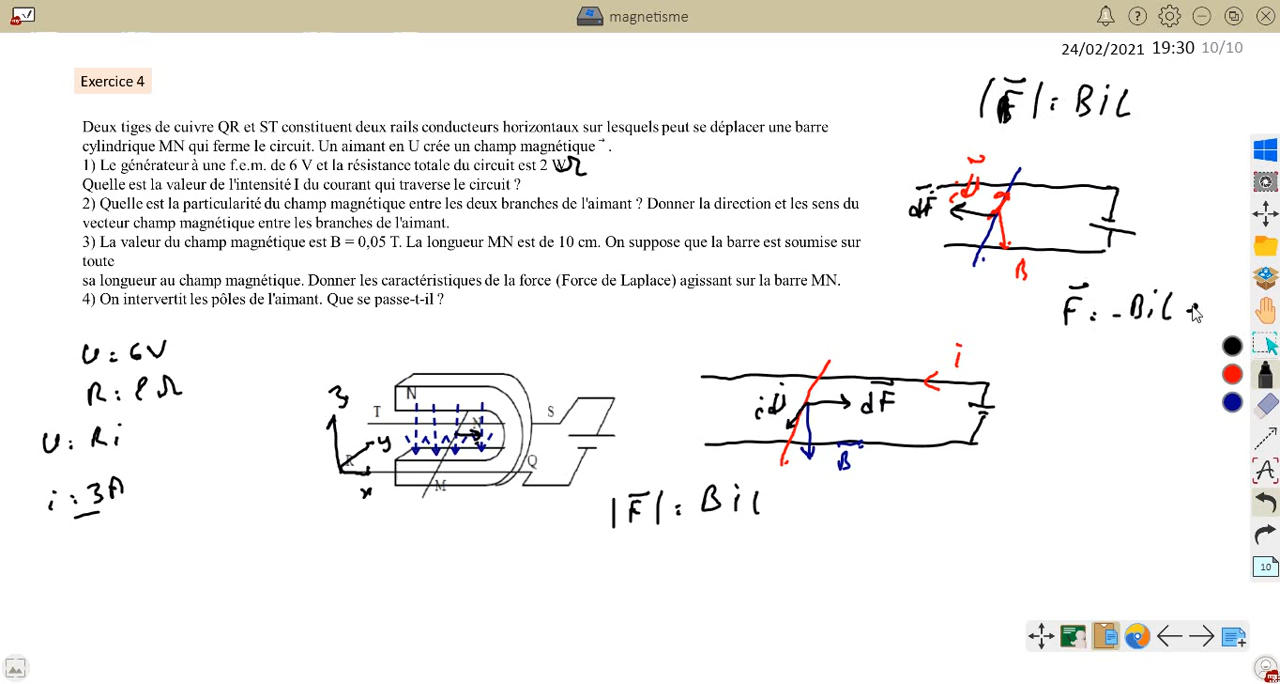 magnetisme
24/02/2021 19:30 10/10
Exercice 4
|F| : BiL
Deux tiges de cuivre QR et ST constituent deux rails conducteurs horizontaux sur lesquels peut se déplacer une barre
cylindrique MN qui ferme le circuit. Un aimant en U crée un champ magnétique → .
1) Le générateur à une f.e.m. de 6 V et la résistance totale du circuit est 2 Ω
Quelle est la valeur de l'intensité I du courant qui traverse le circuit ?
2) Quelle est la particularité du champ magnétique entre les deux branches de l'aimant ? Donner la direction et les sens du
vecteur champ magnétique entre les branches de l'aimant.
3) La valeur du champ magnétique est B = 0,05 T. La longueur MN est de 10 cm. On suppose que la barre est soumise sur
toute
sa longueur au champ magnétique. Donner les caractéristiques de la force (Force de Laplace) agissant sur la barre MN.
4) On intervertit les pôles de l'aimant. Que se passe-t-il ?
dF
B
F : - BiL
U : 6V
R : 2 Ω
U : Ri
i : 3A
z
y
x
N
T
S
R
Q
M
i
idl
dF
B
|F| : BiL
10